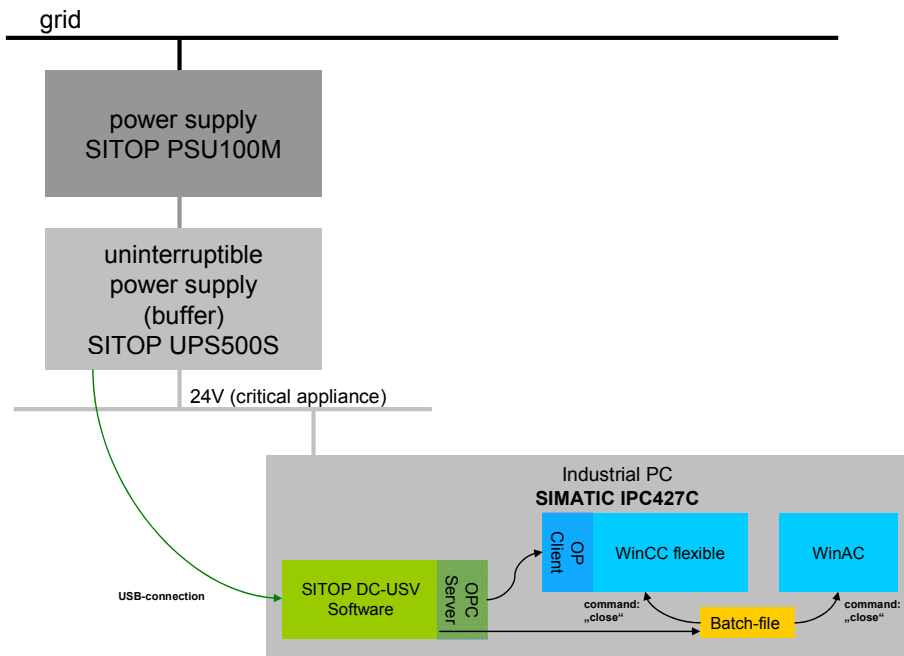 grid
power supply
SITOP PSU100M
uninterruptible
power supply
(buffer)
SITOP UPS500S
24V (critical appliance)
Industrial PC
SIMATIC IPC427C
OP
Client
WinCC flexible
WinAC
USB-connection
SITOP DC-USV
Software
OPC
Server
command:
„close“
Batch-file
command:
„close“